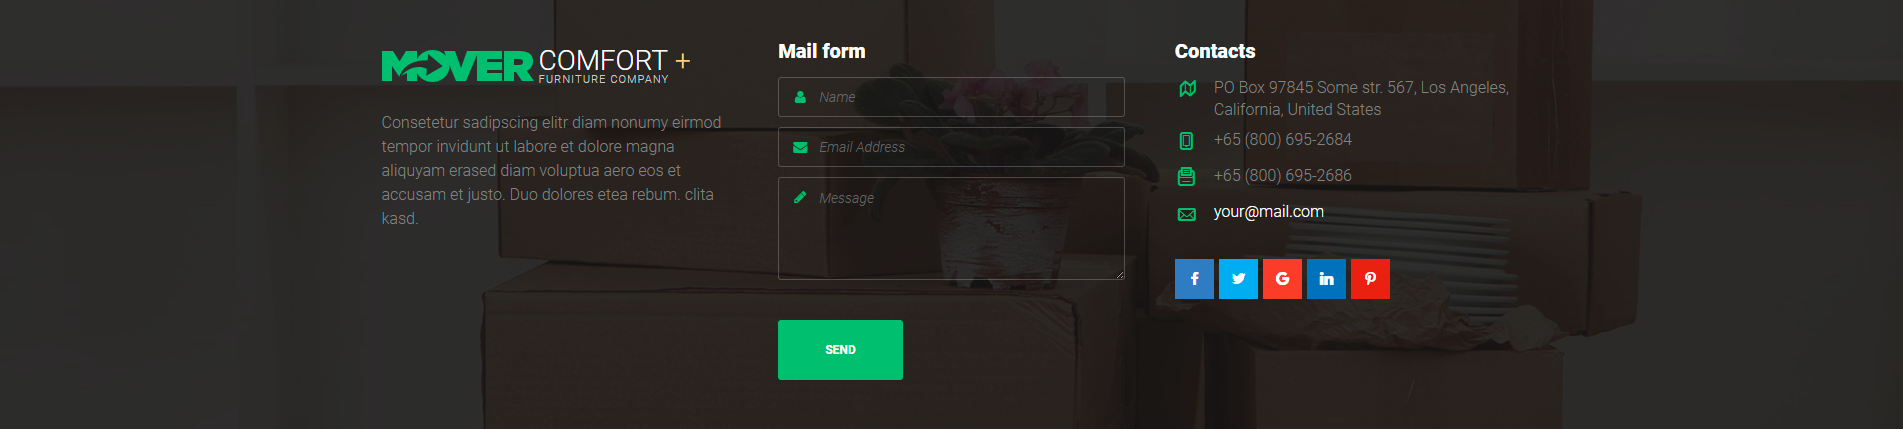 MOVER COMFORT +
FURNITURE COMPANY
Consetetur sadipscing elitr diam nonumy eirmod
tempor invidunt ut labore et dolore magna
aliquyam erased diam voluptua aero eos et
accusam et justo. Duo dolores etea rebum. clita
kasd.
Mail form
Name
Email Address
Message
SEND
Contacts
PO Box 97845 Some str. 567, Los Angeles,
California, United States
+65 (800) 695-2684
+65 (800) 695-2686
your@mail.com